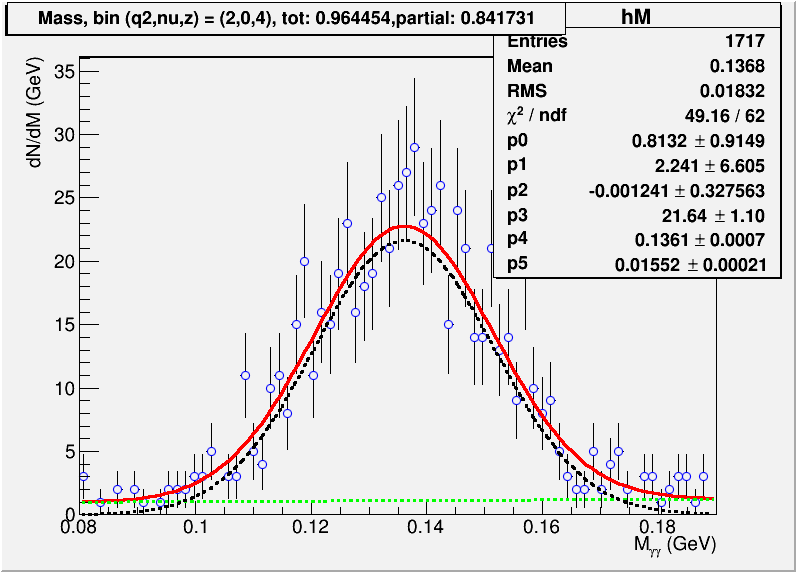 Mass, bin (q2,nu,z) = (2,0,4), tot: 0.964454,partial: 0.841731
hM
Entries 1717
Mean 0.1368
RMS 0.01832
χ² / ndf 49.16 / 62
p0 0.8132 ± 0.9149
p1 2.241 ± 6.605
p2 -0.001241 ± 0.327563
p3 21.64 ± 1.10
p4 0.1361 ± 0.0007
p5 0.01552 ± 0.00021
dN/dM (GeV)
35
30
25
20
15
10
5
0
0.08 0.1 0.12 0.14 0.16 0.18
Mγγ (GeV)